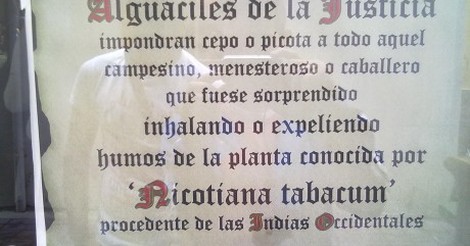 Alguaciles de la Justicia
impondran cepo o picota a todo aquel
campesino, menesteroso o caballero
que fuese sorprendido
inhalando o expeliendo
humos de la planta conocida por
'Nicotiana tabacum'
procedente de las Indias Occidentales